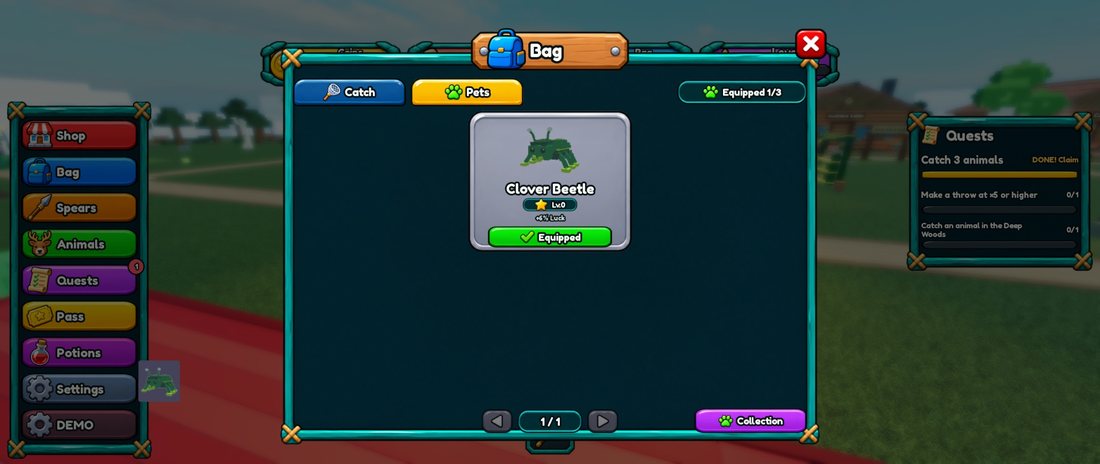 Bag
Catch
Pets
Equipped 1/3
Clover Beetle
Lv.0
+6% Luck
Equipped
1 / 1
Collection
Shop
Bag
Spears
Animals
Quests
1
Pass
Potions
Settings
DEMO
Quests
Catch 3 animals DONE! Claim
Make a throw at x5 or higher 0/1
Catch an animal in the Deep 0/1
Woods